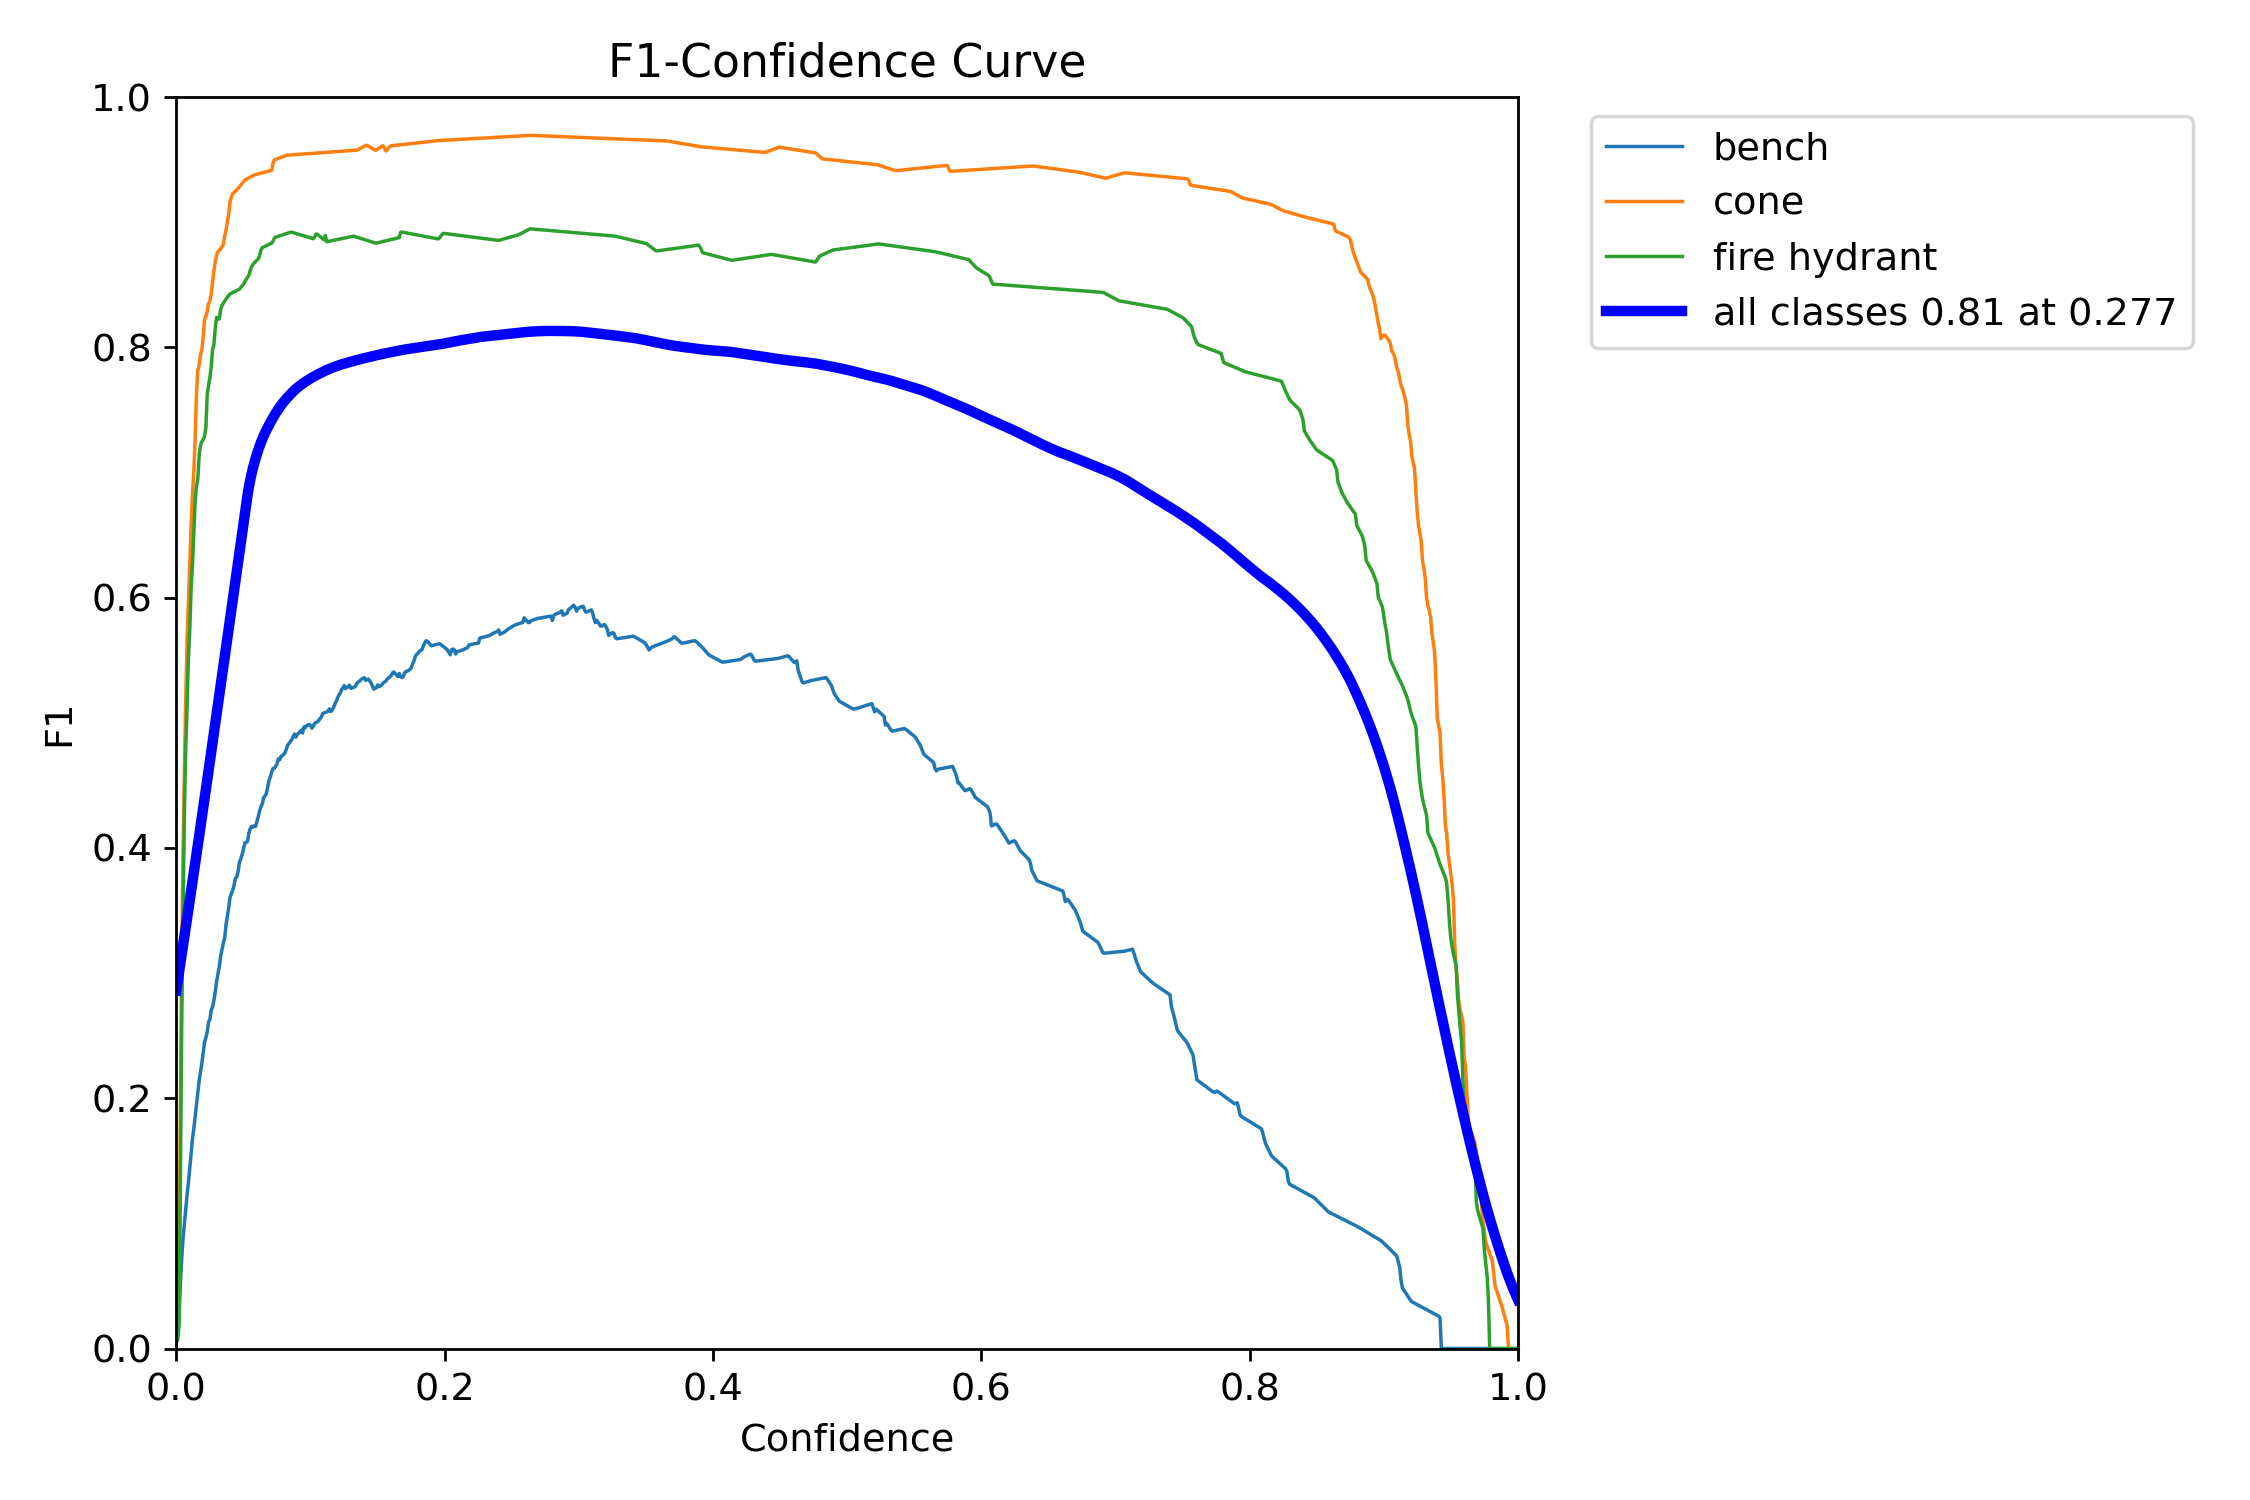 F1-Confidence Curve
1.0
0.8
0.6
0.4
0.2
0.0
F1
0.0 0.2 0.4 0.6 0.8 1.0
Confidence
bench
cone
fire hydrant
all classes 0.81 at 0.277